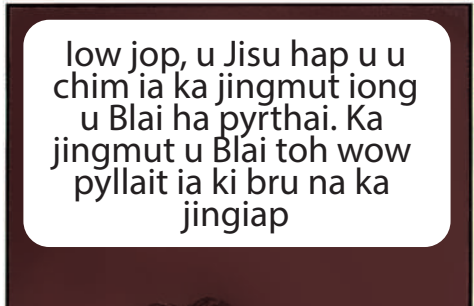 Iow jop, u Jisu hap u u
chim ia ka jingmut iong
u Blai ha pyrthai. Ka
jingmut u Blai toh wow
pyllait ia ki bru na ka
jingiap